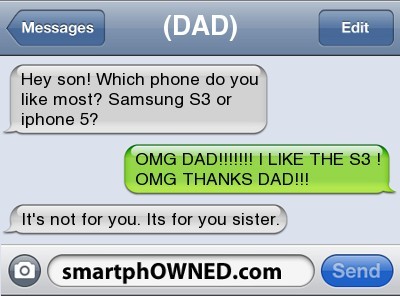 Messages (DAD) Edit
Hey son! Which phone do you
like most? Samsung S3 or
iphone 5?
OMG DAD!!!!!!! I LIKE THE S3 !
OMG THANKS DAD!!!
It's not for you. Its for you sister.
smartphOWNED.com Send